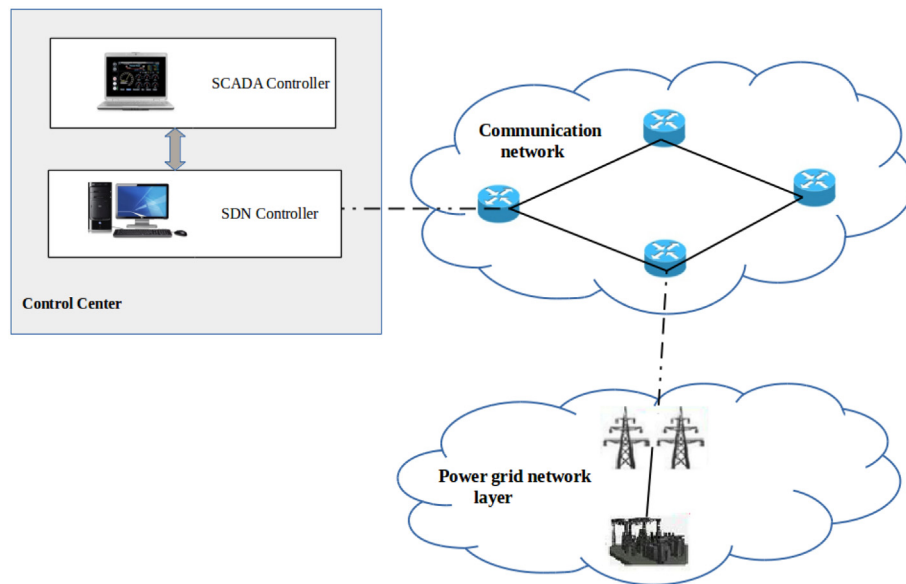 SCADA Controller
SDN Controller
Control Center
Communication
network
Power grid network
layer